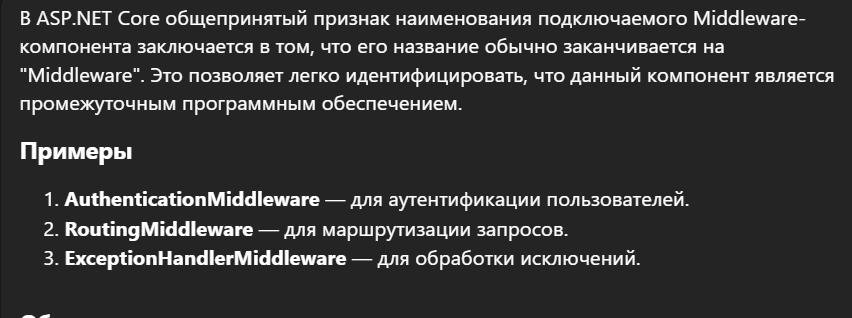 В ASP.NET Core общепринятый признак наименования подключаемого Middleware-
компонента заключается в том, что его название обычно заканчивается на
"Middleware". Это позволяет легко идентифицировать, что данный компонент является
промежуточным программным обеспечением.
Примеры
1. AuthenticationMiddleware — для аутентификации пользователей.
2. RoutingMiddleware — для маршрутизации запросов.
3. ExceptionHandlerMiddleware — для обработки исключений.